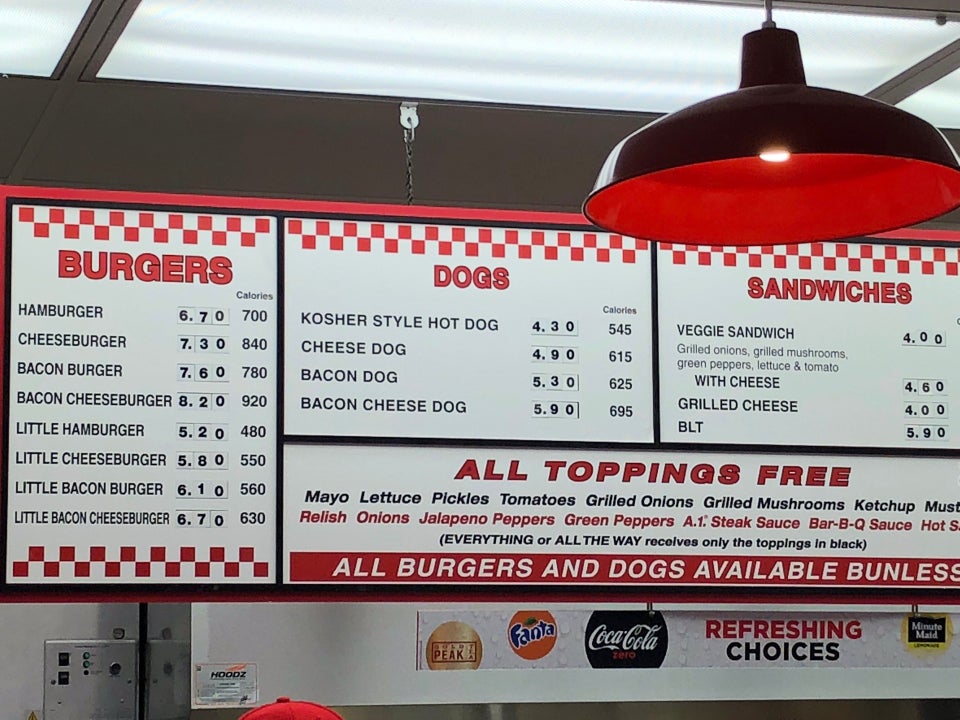 BURGERS
Calories
HAMBURGER 6.70 700
CHEESEBURGER 7.30 840
BACON BURGER 7.60 780
BACON CHEESEBURGER 8.20 920
LITTLE HAMBURGER 5.20 480
LITTLE CHEESEBURGER 5.80 550
LITTLE BACON BURGER 6.10 560
LITTLE BACON CHEESEBURGER 6.70 630
DOGS
Calories
KOSHER STYLE HOT DOG 4.30 545
CHEESE DOG 4.90 615
BACON DOG 5.30 625
BACON CHEESE DOG 5.90 695
SANDWICHES
VEGGIE SANDWICH 4.00
Grilled onions, grilled mushrooms,
green peppers, lettuce & tomato
WITH CHEESE 4.60
GRILLED CHEESE 4.00
BLT 5.90
ALL TOPPINGS FREE
Mayo Lettuce Pickles Tomatoes Grilled Onions Grilled Mushrooms Ketchup Must
Relish Onions Jalapeno Peppers Green Peppers A.1. Steak Sauce Bar-B-Q Sauce Hot S
(EVERYTHING or ALL THE WAY receives only the toppings in black)
ALL BURGERS AND DOGS AVAILABLE BUNLESS
GOLD PEAK
Fanta
Coca-Cola
zero
REFRESHING
CHOICES
Minute
Maid
LEMONADE
HOODZ